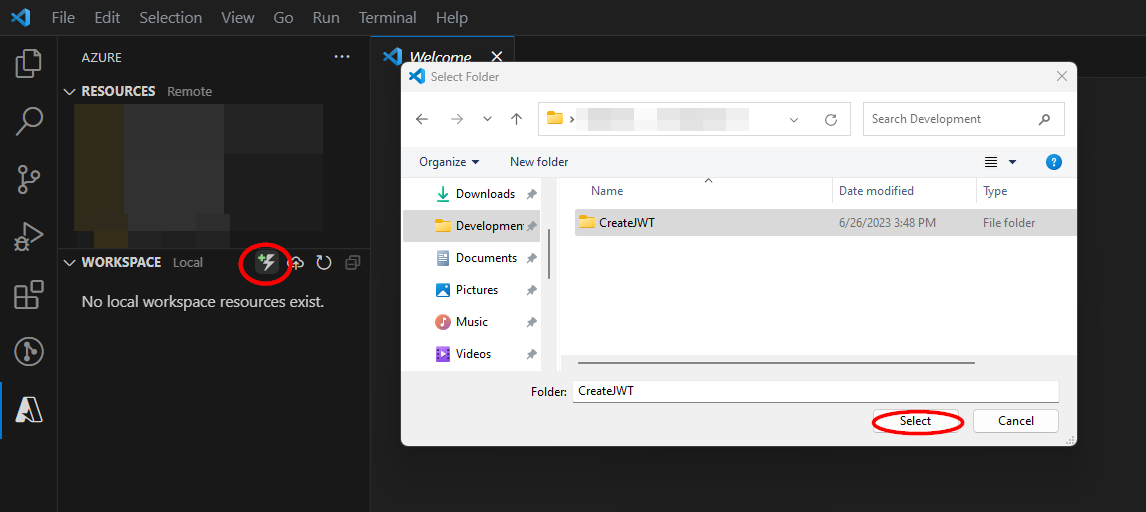 File Edit Selection View Go Run Terminal Help
AZURE
RESOURCES Remote
WORKSPACE Local
No local workspace resources exist.
Welcome
Select Folder
Search Development
Organize New folder
Downloads
Developmen
Documents
Pictures
Music
Videos
Name Date modified Type
CreateJWT 6/26/2023 3:48 PM File folder
Folder: CreateJWT
Select Cancel